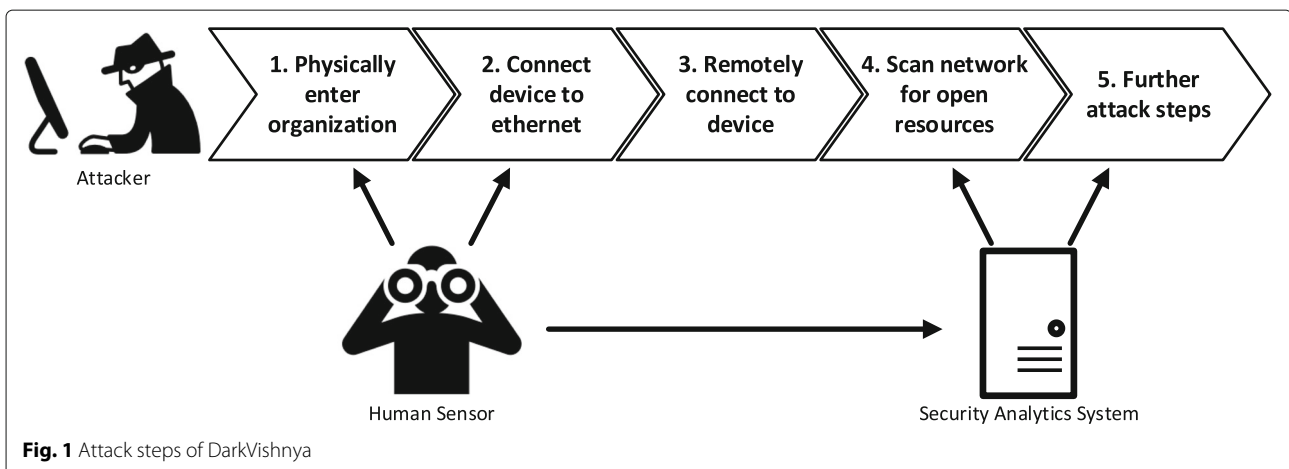 1. Physically
enter
organization
2. Connect
device to
ethernet
3. Remotely
connect to
device
4. Scan network
for open
resources
5. Further
attack steps
Attacker
Human Sensor
Security Analytics System
Fig. 1 Attack steps of DarkVishnya